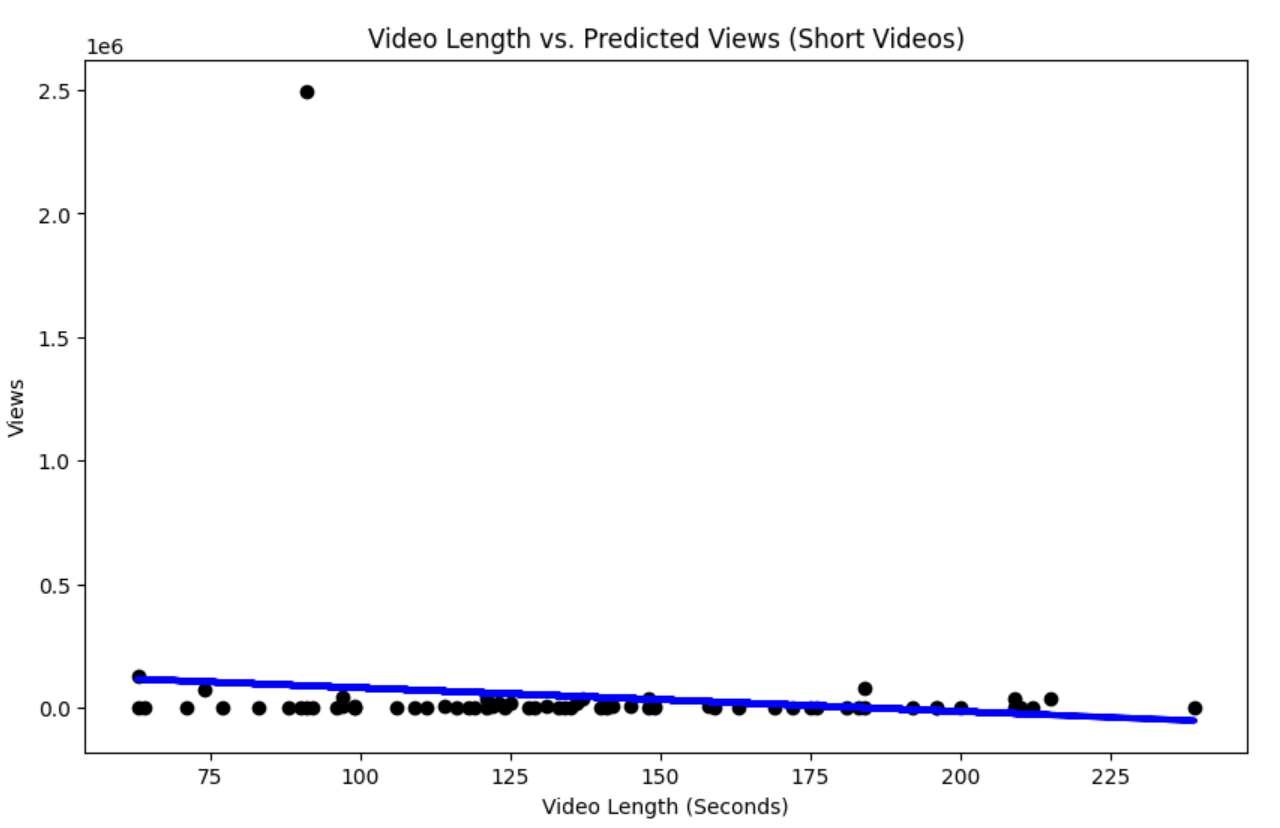 Video Length vs. Predicted Views (Short Videos)
1e6
2.5
2.0
1.5
1.0
0.5
0.0
Views
75 100 125 150 175 200 225
Video Length (Seconds)